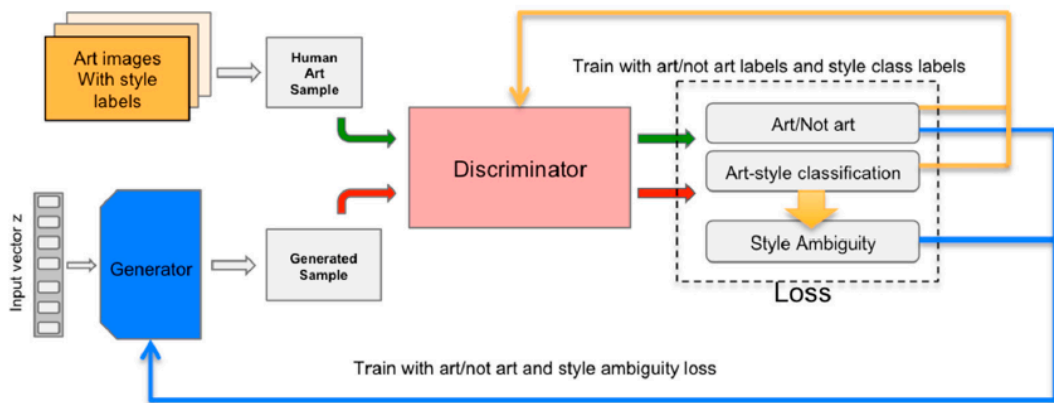 Art images
With style
labels
Human
Art
Sample
Train with art/not art labels and style class labels
Art/Not art
Discriminator
Art-style classification
Style Ambiguity
Loss
Input vector z
Generator
Generated
Sample
Train with art/not art and style ambiguity loss